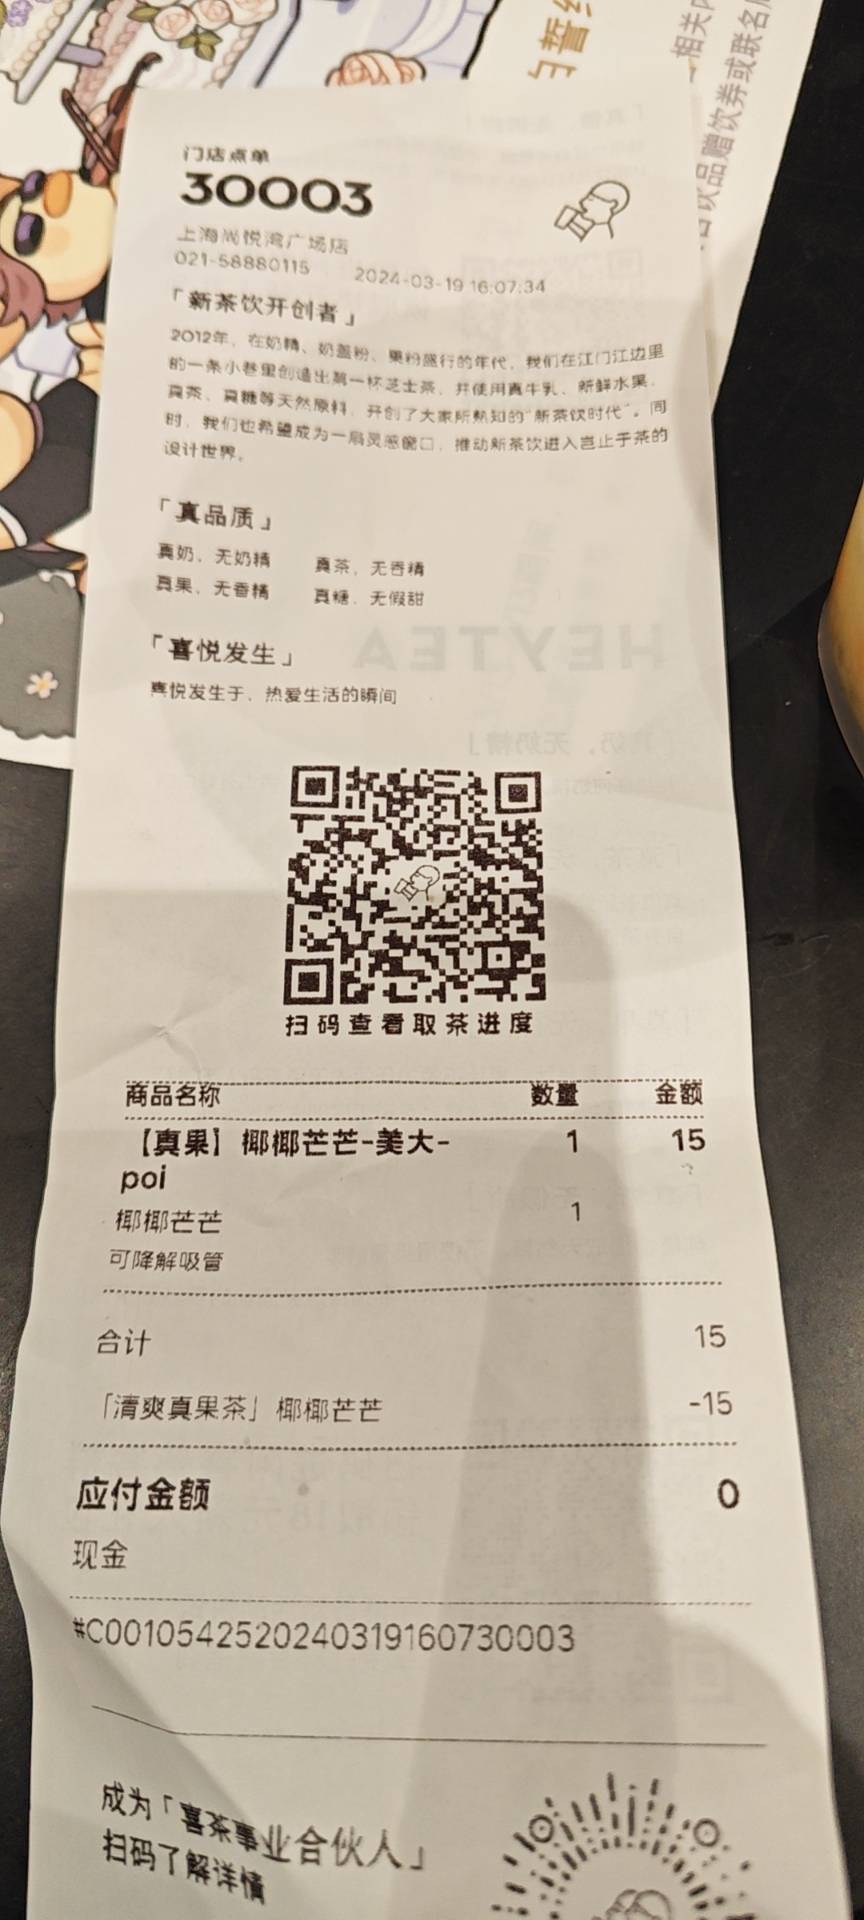 门店点单
30003
上海尚悦湾广场店
021-58880115 2024-03-19 16:07:34
「新茶饮开创者」
2012年，在奶精、奶盖粉、果粉盛行的年代，我们在江门江边里
的一条小巷里创造出第一杯芝士茶，并使用真牛乳、新鲜水果、
真茶、真糖等天然原料，开创了大家所熟知的“新茶饮时代”。同
时，我们也希望成为一扇灵感窗口，推动新茶饮进入岂止于茶的
设计世界。
「真品质」
真奶，无奶精 真茶，无香精
真果，无香精 真糖，无假甜
「喜悦发生」
喜悦发生于，热爱生活的瞬间
HEYTEA
扫码查看取茶进度
商品名称 数量 金额
【真果】椰椰芒芒-美大- 1 15
poi
椰椰芒芒 1
可降解吸管
合计 15
「清爽真果茶」椰椰芒芒 -15
应付金额 0
现金
#C0010542520240319160730003
成为「喜茶事业合伙人」
扫码了解详情
相关
饮品赠饮券或联名